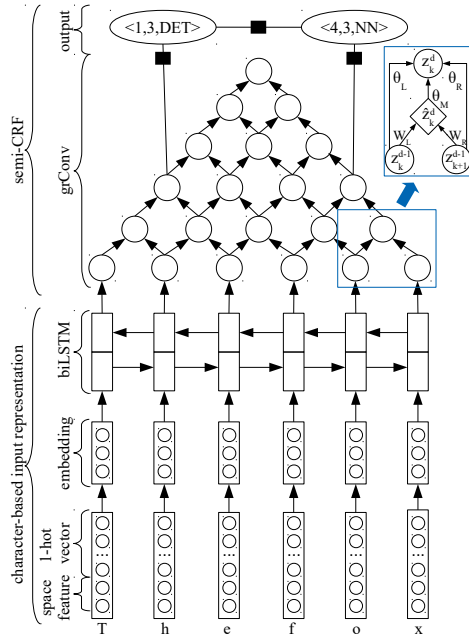 output
<1,3,DET>
<4,3,NN>
semi-CRF
grConv
z_k^d
θ_L
θ_R
θ_M
ẑ_k^d
W_L
W_R
z_k^{d-1}
z_{k+1}^{d-1}
character-based input representation
biLSTM
embedding
1-hot
vector
... ... ... ... ... ...
space
feature
T h e f o x